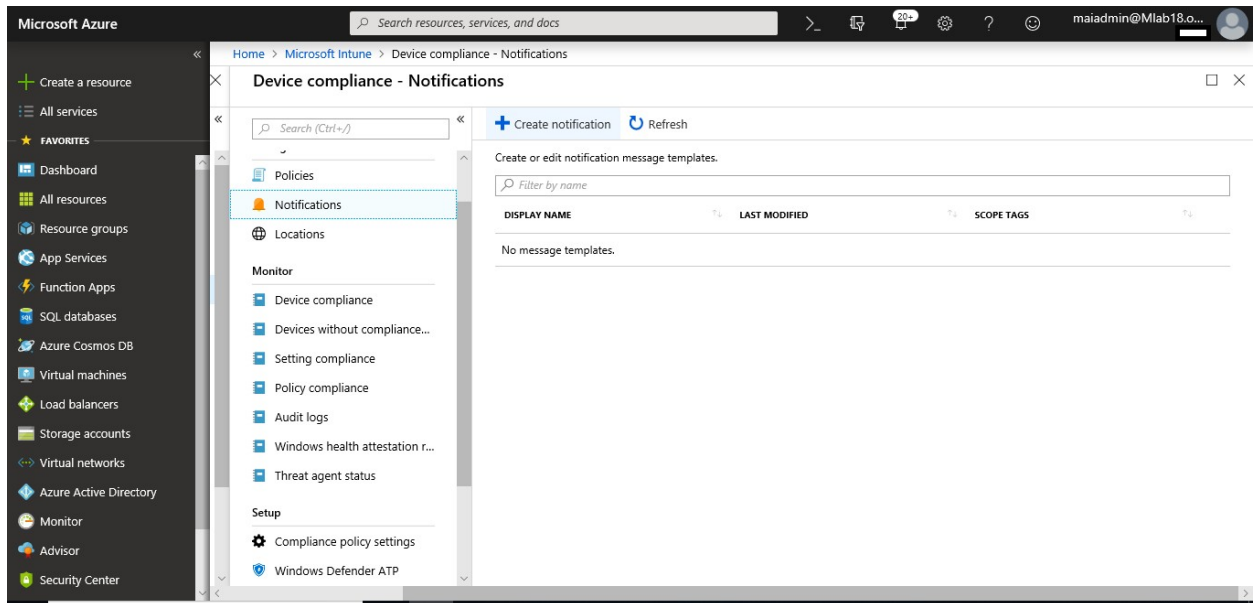 Microsoft Azure
Search resources, services, and docs
20+
maiadmin@Mlab18.o...
Home > Microsoft Intune > Device compliance - Notifications
Device compliance - Notifications
Create a resource
All services
FAVORITES
Dashboard
All resources
Resource groups
App Services
Function Apps
SQL databases
Azure Cosmos DB
Virtual machines
Load balancers
Storage accounts
Virtual networks
Azure Active Directory
Monitor
Advisor
Security Center
Search (Ctrl+/)
Policies
Notifications
Locations
Monitor
Device compliance
Devices without compliance...
Setting compliance
Policy compliance
Audit logs
Windows health attestation r...
Threat agent status
Setup
Compliance policy settings
Windows Defender ATP
Create notification Refresh
Create or edit notification message templates.
Filter by name
DISPLAY NAME LAST MODIFIED SCOPE TAGS
No message templates.